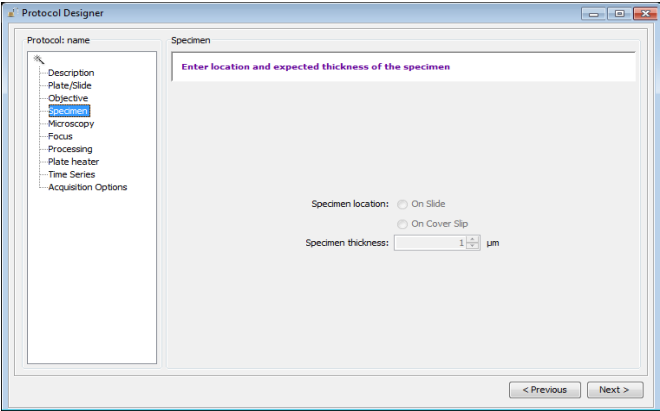 Protocol Designer
Protocol: name
Description
Plate/Slide
Objective
Specimen
Microscopy
Focus
Processing
Plate heater
Time Series
Acquisition Options
Specimen
Enter location and expected thickness of the specimen
Specimen location: On Slide
On Cover Slip
Specimen thickness: 1 µm
< Previous Next >